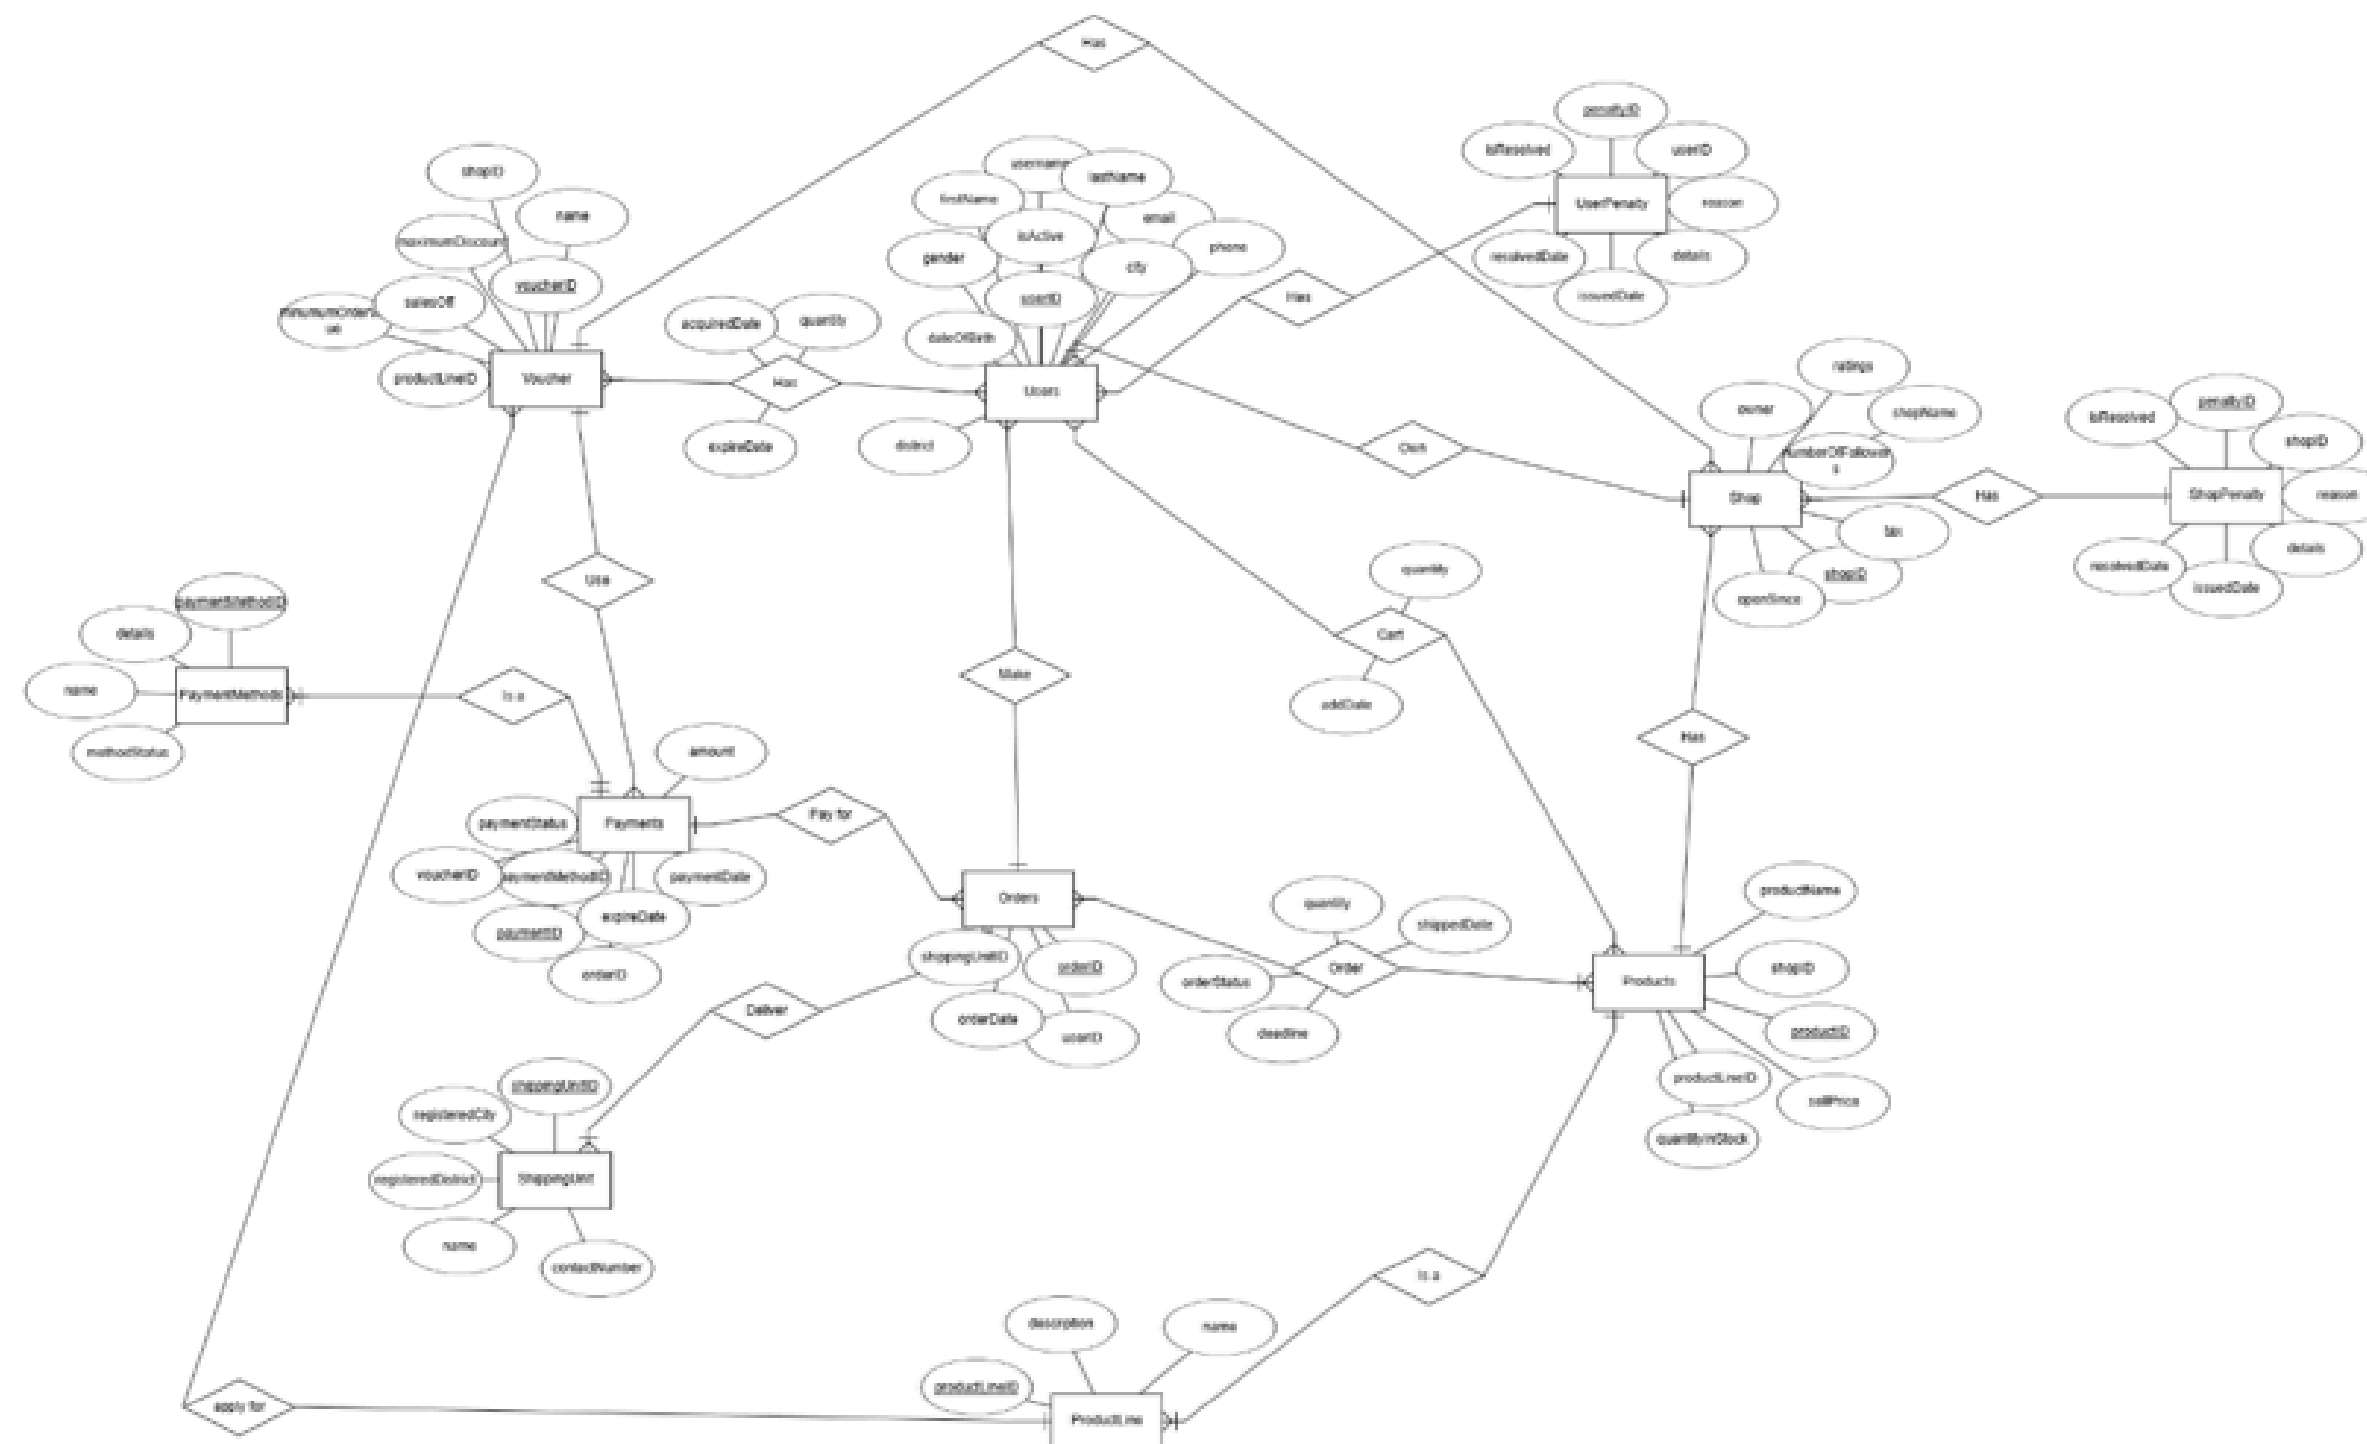 Has
penaltyID
isResolved
userID
UserPenalty
reason
resolvedDate
details
issuedDate
shopID
name
maximumDiscount
voucherID
salesOff
productLineID
Voucher
username
lastName
firstName
email
isActive
gender
phone
city
userID
dateOfBirth
Users
district
acquiredDate
quantity
Has
expireDate
Has
ratings
owner
shopName
Own
Shop
tax
shopID
openSince
Has
penaltyID
isResolved
shopID
ShopPenalty
reason
details
resolvedDate
issuedDate
Use
quantity
Cart
addDate
Make
Has
paymentMethodID
details
name
PaymentMethods
methodStatus
Is a
amount
paymentStatus
Payments
Pay for
voucherID
paymentMethodID
paymentDate
expireDate
paymentID
orderID
Orders
shippingUnitID
orderID
orderDate
userID
quantity
shippedDate
orderStatus
Order
deadline
productName
Products
shopID
productID
productLineID
sellPrice
quantityInStock
Deliver
shippingUnitID
registeredCity
registeredDistrict
ShippingUnit
name
contactNumber
Is a
description
name
productLineID
ProductLine
apply for